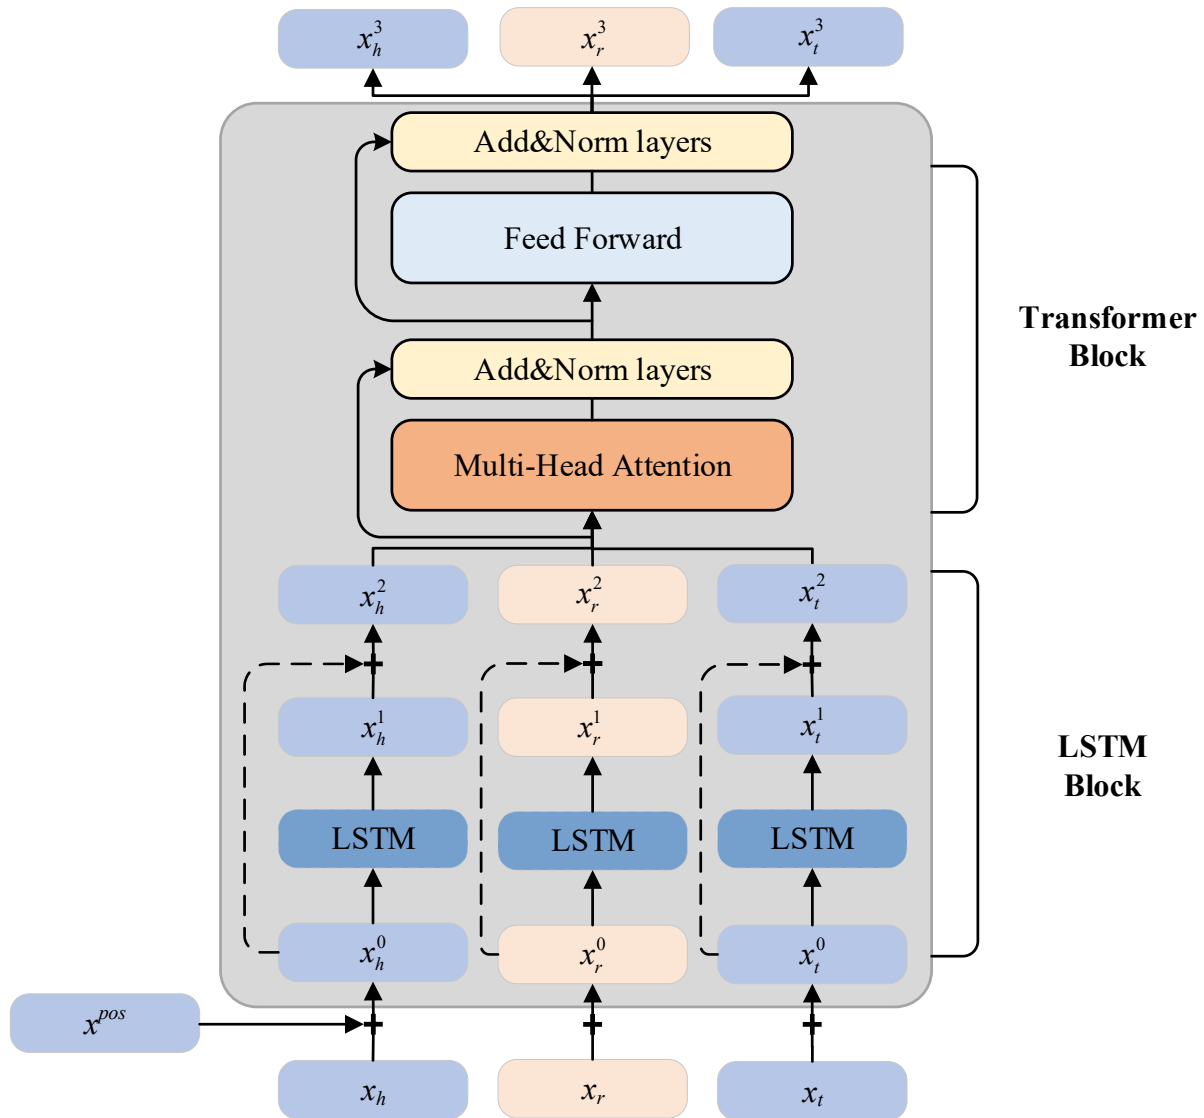 x_h^3 x_r^3 x_t^3
Add&Norm layers
Feed Forward
Transformer
Block
Add&Norm layers
Multi-Head Attention
x_h^2 x_r^2 x_t^2
x_h^1 x_r^1 x_t^1
LSTM
Block
LSTM LSTM LSTM
x_h^0 x_r^0 x_t^0
x^{pos} + + +
x_h x_r x_t